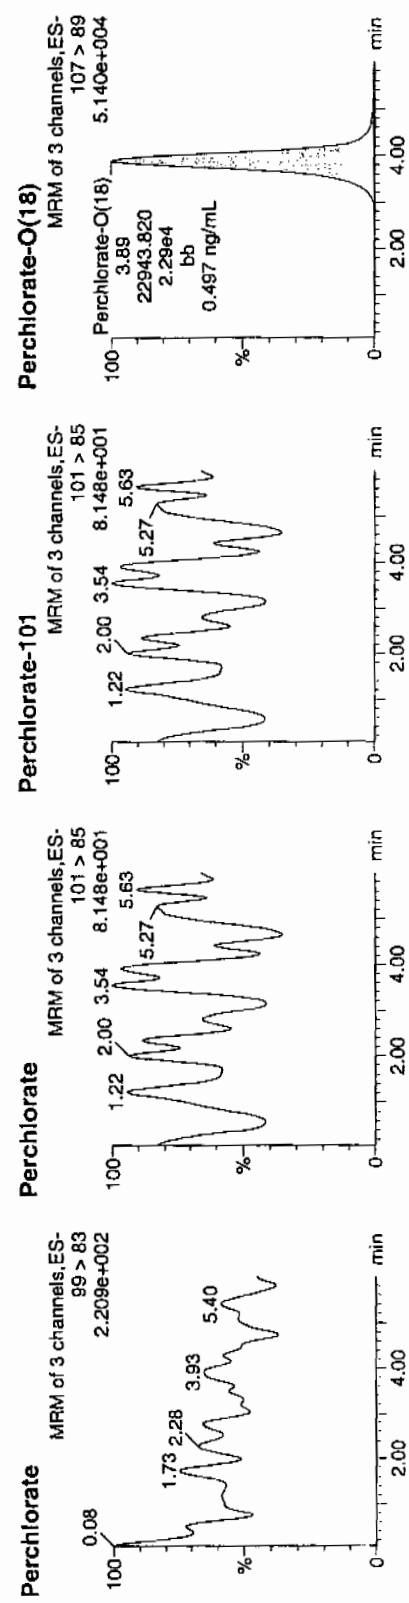 Perchlorate
MRM of 3 channels,ES-
99 > 83
2.209e+002
100
0.08
1.73
2.28
3.93
5.40
%
0
2.00
4.00
min
Perchlorate
MRM of 3 channels,ES-
101 > 85
8.148e+001
100
1.22
2.00
3.54
5.27
5.63
%
0
2.00
4.00
min
Perchlorate-101
MRM of 3 channels,ES-
101 > 85
8.148e+001
100
1.22
2.00
3.54
5.27
5.63
%
0
2.00
4.00
min
Perchlorate-O(18)
MRM of 3 channels,ES-
107 > 89
5.140e+004
100
Perchlorate-O(18)
3.89
22943.820
2.29e4
bb
0.497 ng/mL
%
0
2.00
4.00
min